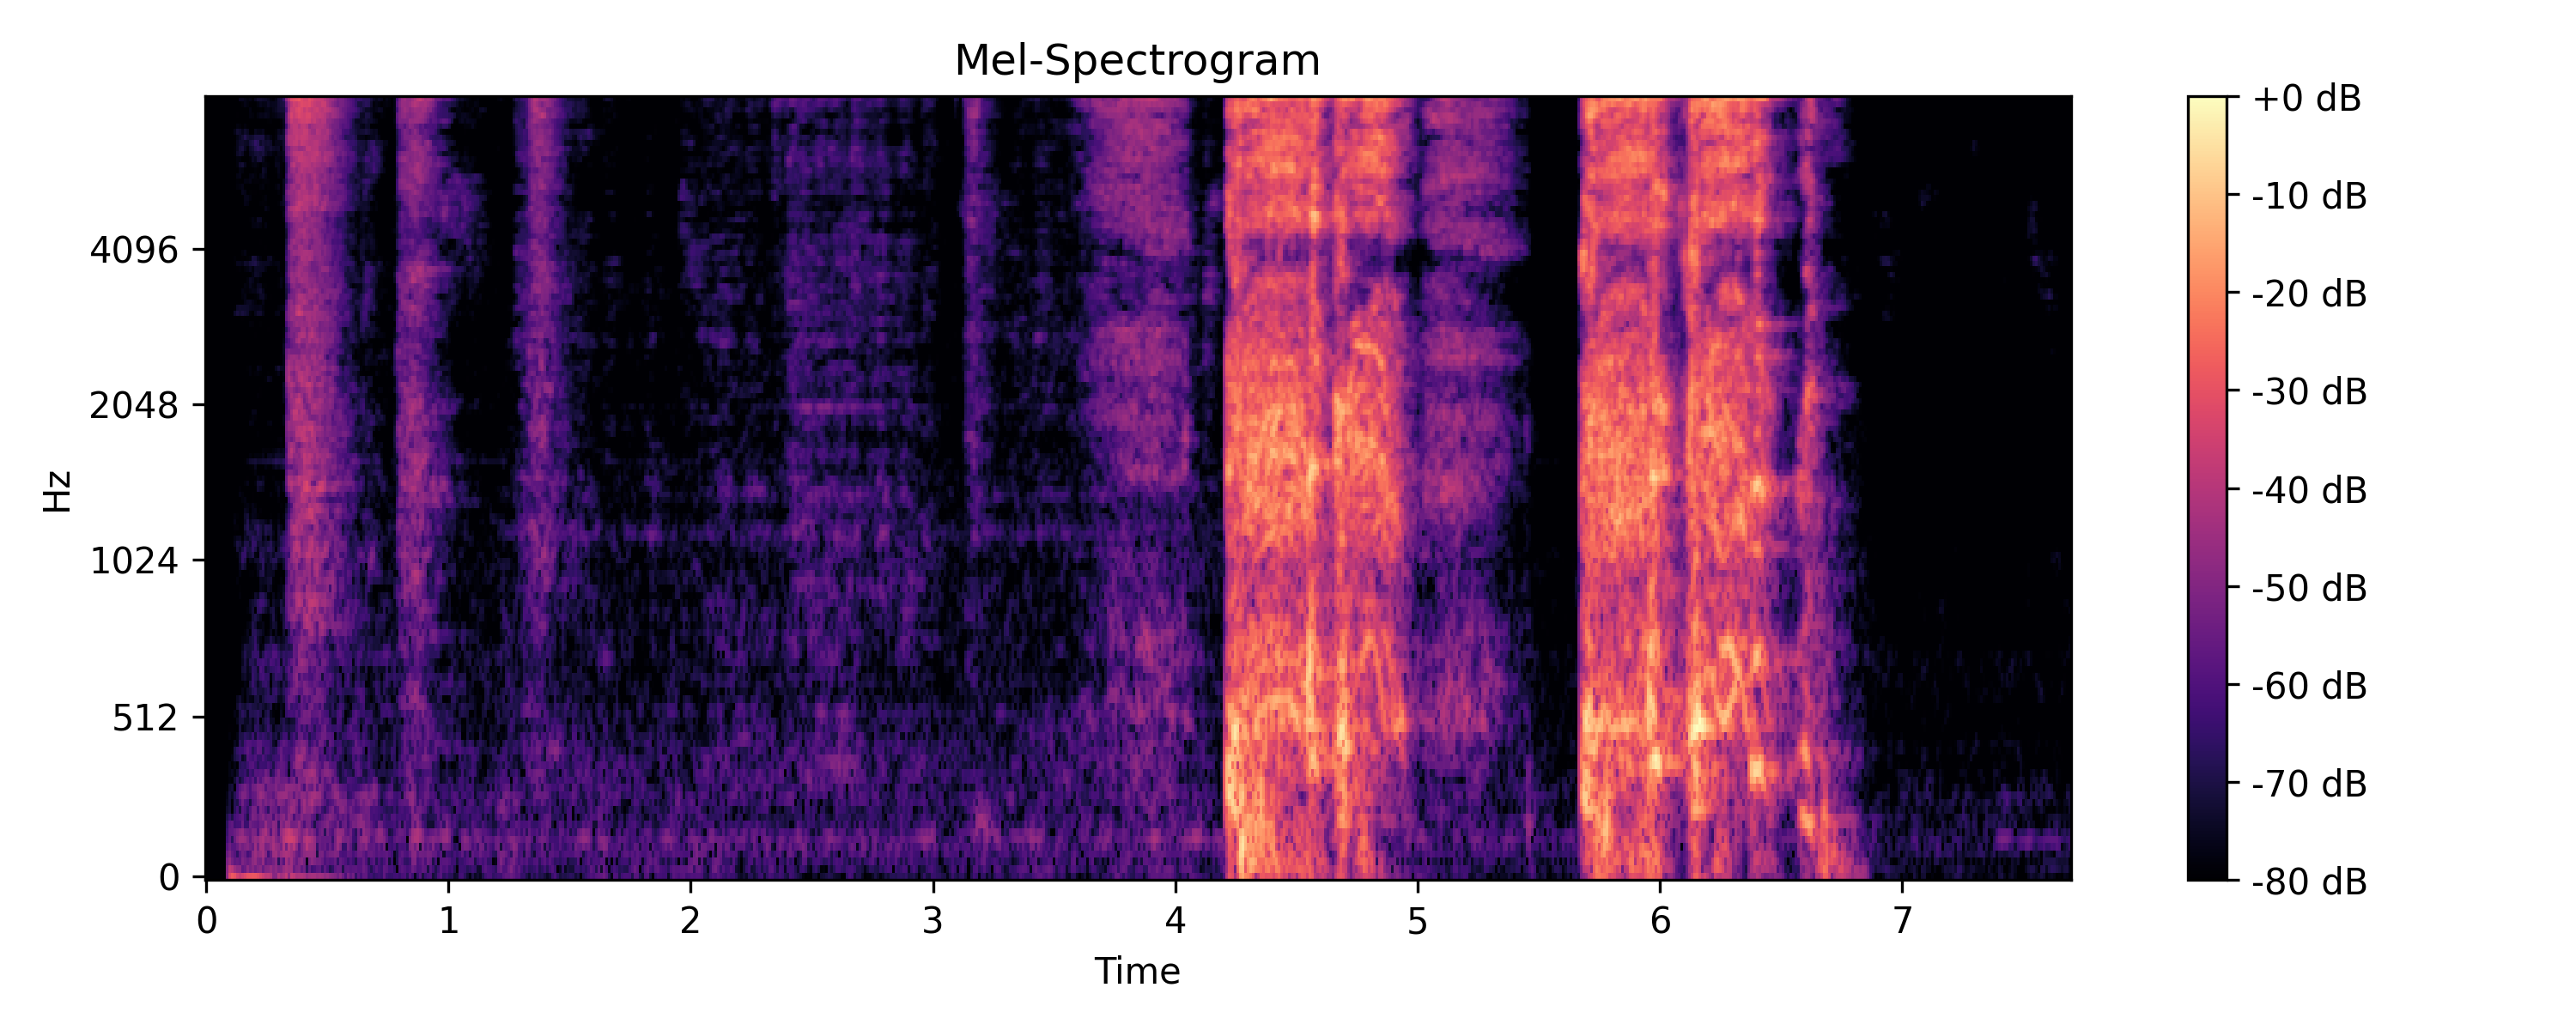 Mel-Spectrogram
+0 dB
-10 dB
-20 dB
-30 dB
-40 dB
-50 dB
-60 dB
-70 dB
-80 dB
Hz
4096
2048
1024
512
0
0 1 2 3 4 5 6 7
Time